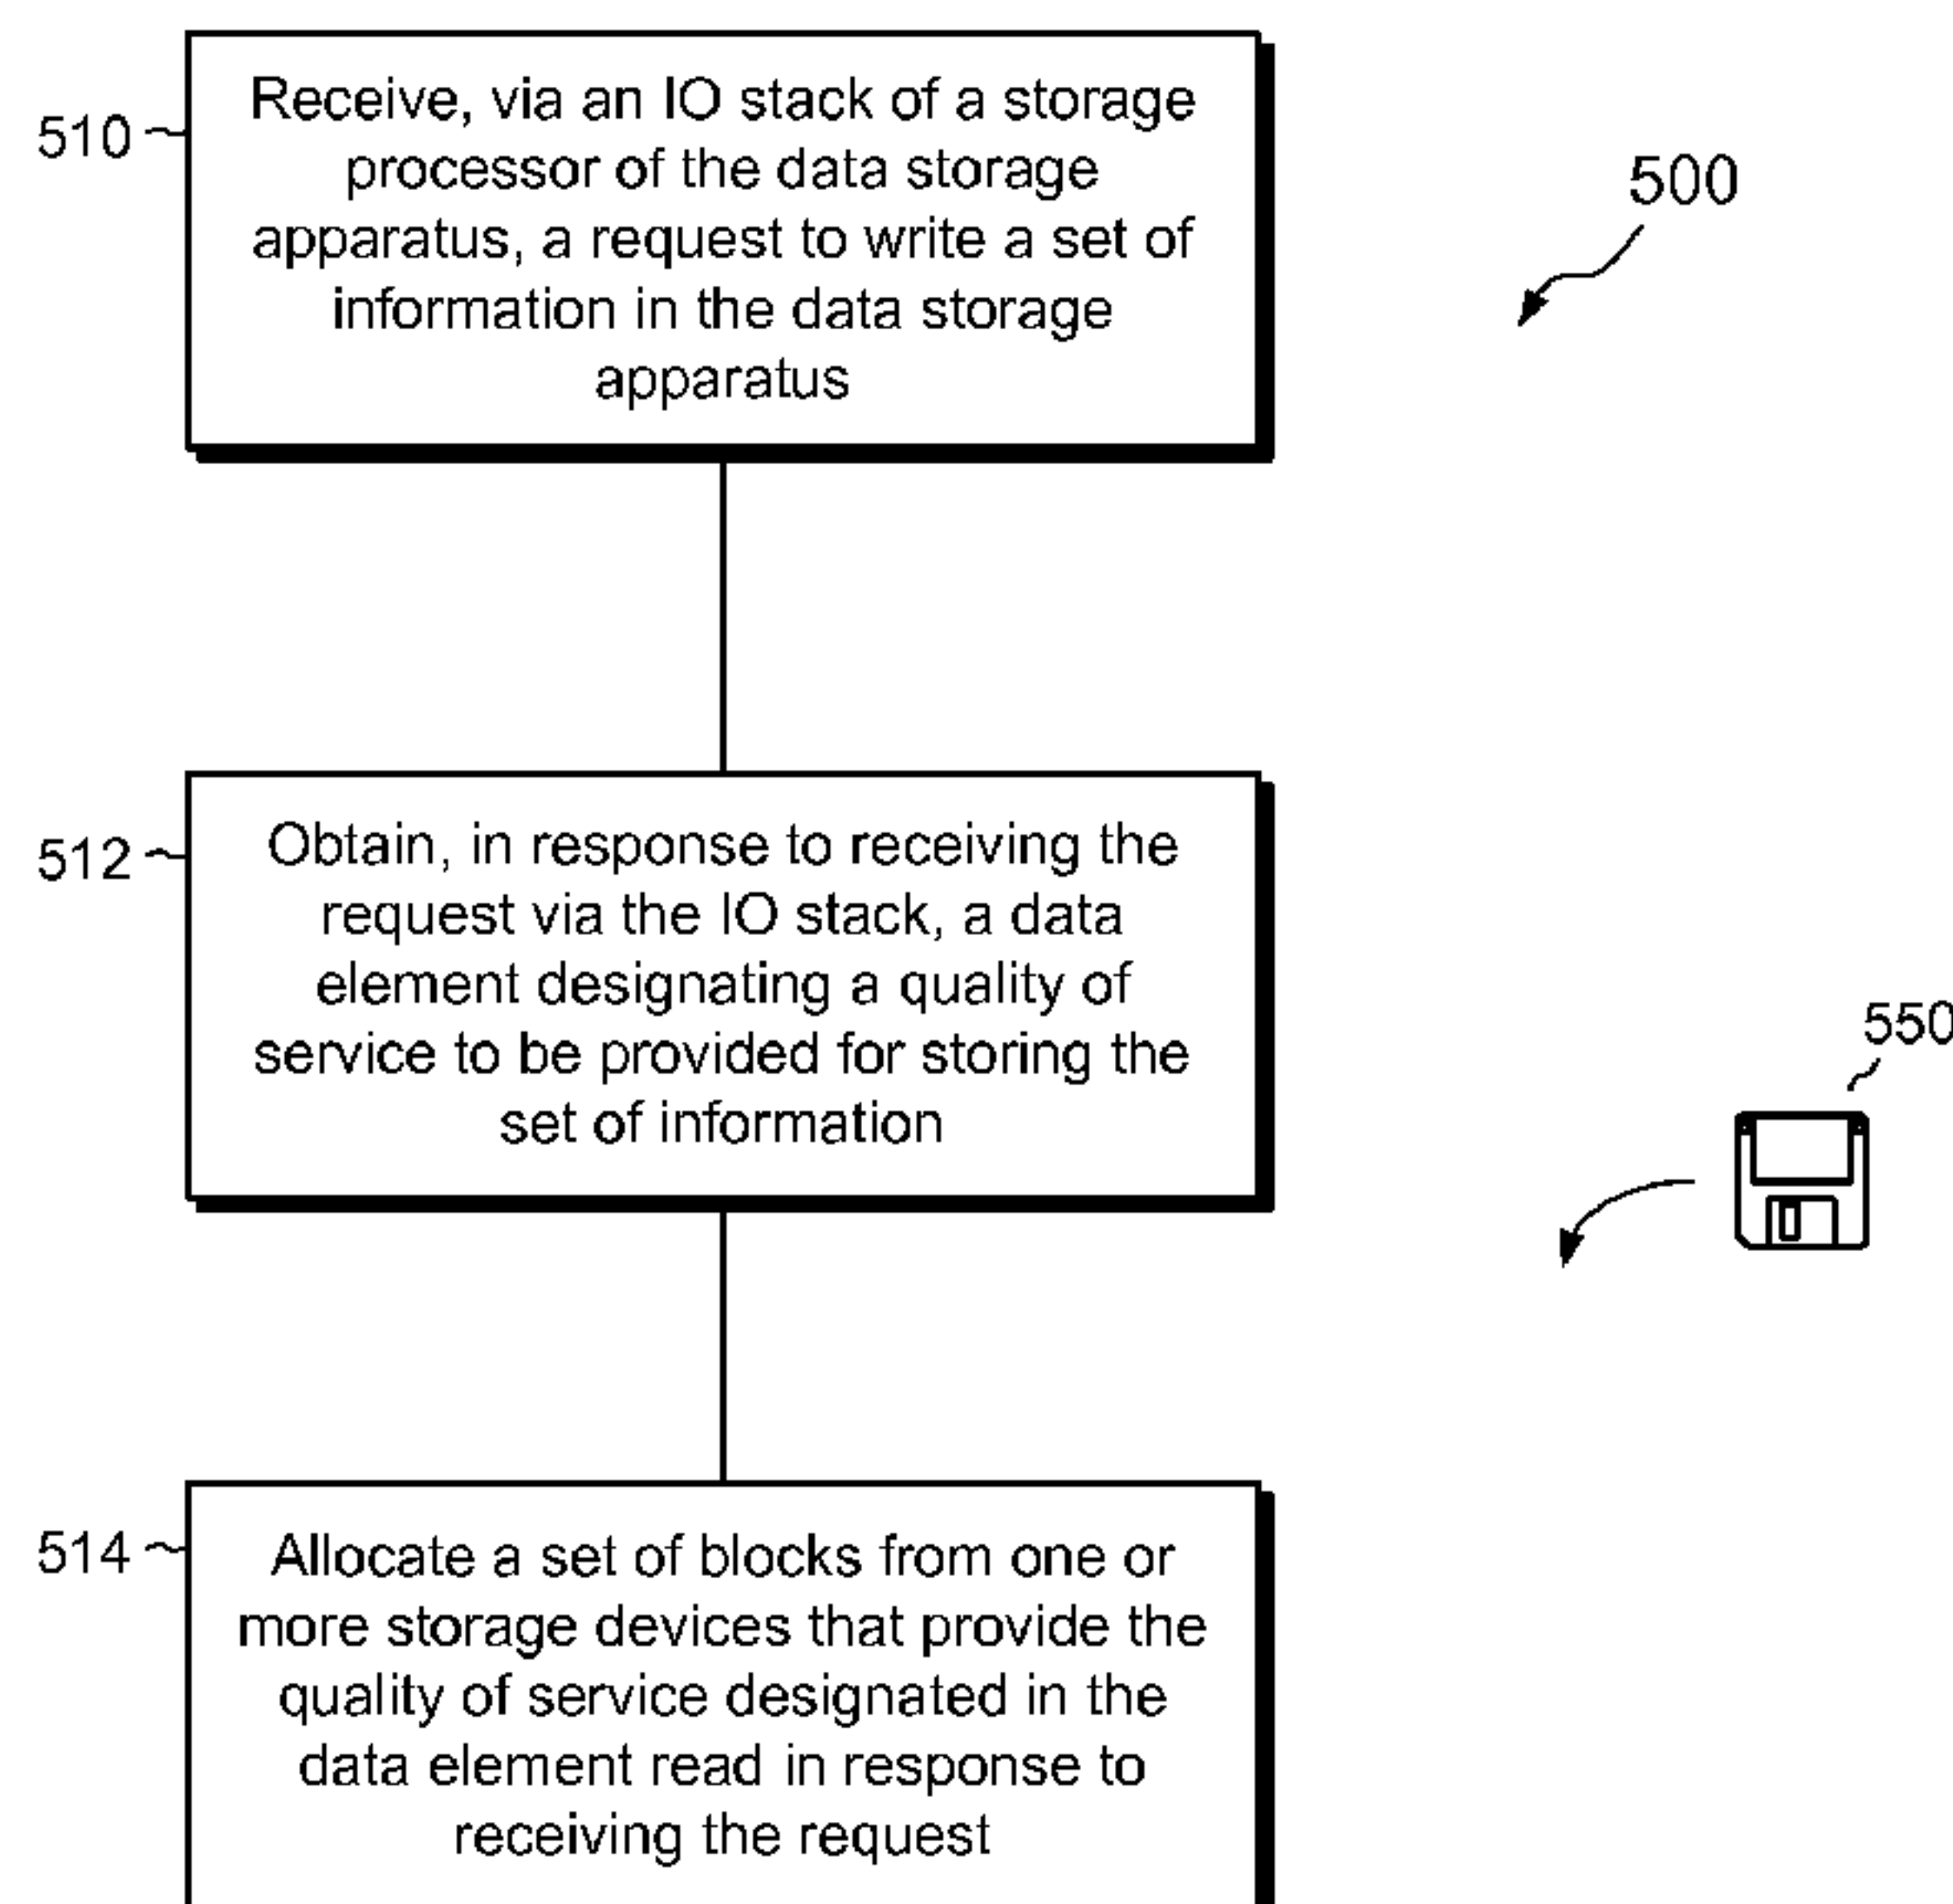 510
Receive, via an IO stack of a storage
processor of the data storage
apparatus, a request to write a set of
information in the data storage
apparatus
500
512
Obtain, in response to receiving the
request via the IO stack, a data
element designating a quality of
service to be provided for storing the
set of information
550
514
Allocate a set of blocks from one or
more storage devices that provide the
quality of service designated in the
data element read in response to
receiving the request